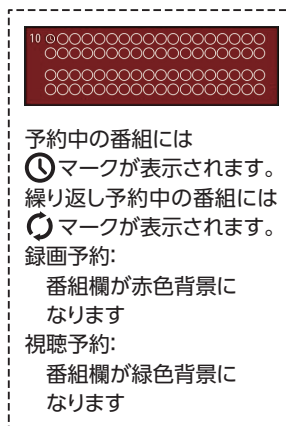 10 🕒○○○○○○○○○○○○○○○○○
○○○○○○○○○○○○○○○○○○
○○○○○○○○○○○○○○○○○○
○○○○○○○○○○○○○○○○○○
予約中の番組には
マークが表示されます。
繰り返し予約中の番組には
マークが表示されます。
録画予約:
番組欄が赤色背景に
なります
視聴予約:
番組欄が緑色背景に
なります